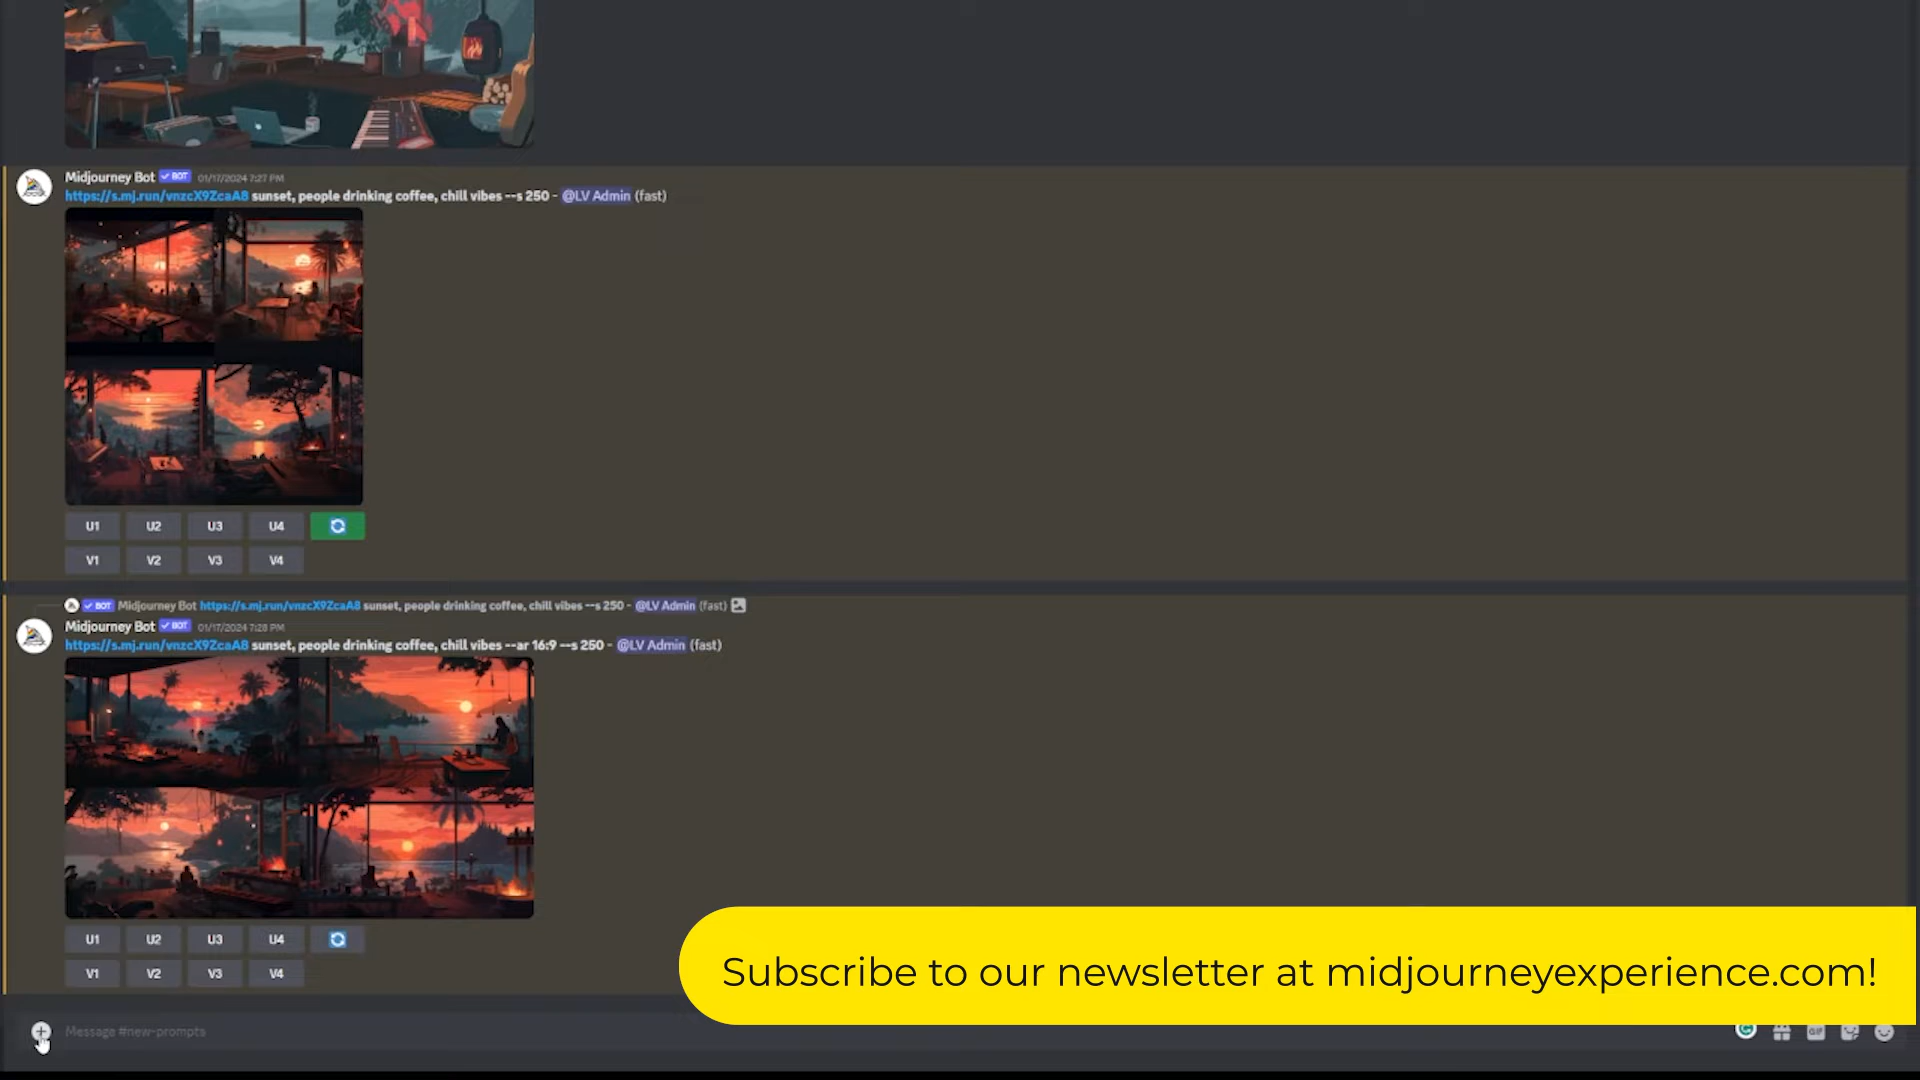 Midjourney Bot ✓ BOT 01/17/2024 7:27 PM
https://s.mj.run/vnzcX9ZcaA8 sunset, people drinking coffee, chill vibes --s 250 - @LV Admin (fast)
U1 U2 U3 U4
V1 V2 V3 V4
✓ BOT Midjourney Bot https://s.mj.run/vnzcX9ZcaA8 sunset, people drinking coffee, chill vibes --s 250 - @LV Admin (fast)
Midjourney Bot ✓ BOT 01/17/2024 7:28 PM
https://s.mj.run/vnzcX9ZcaA8 sunset, people drinking coffee, chill vibes --ar 16:9 --s 250 - @LV Admin (fast)
U1 U2 U3 U4
V1 V2 V3 V4
Subscribe to our newsletter at midjourneyexperience.com!
Message #new-prompts
GIF